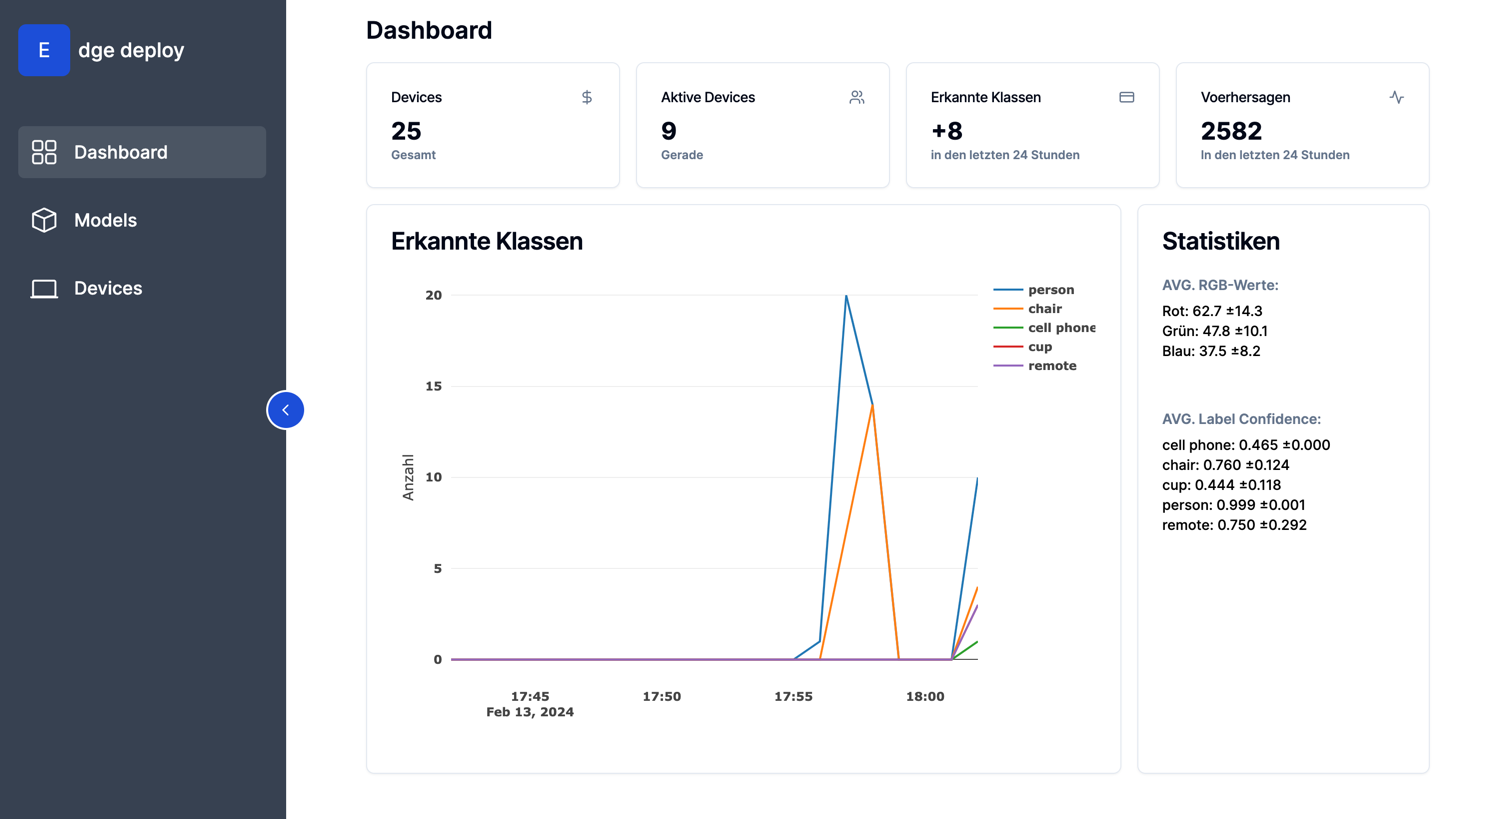 E dge deploy
Dashboard
Models
Devices
Dashboard
Devices
25
Gesamt
Aktive Devices
9
Gerade
Erkannte Klassen
+8
in den letzten 24 Stunden
Voerhersagen
2582
In den letzten 24 Stunden
Erkannte Klassen
20
15
10
5
0
Anzahl
17:45
Feb 13, 2024
17:50
17:55
18:00
person
chair
cell phone
cup
remote
Statistiken
AVG. RGB-Werte:
Rot: 62.7 ±14.3
Grün: 47.8 ±10.1
Blau: 37.5 ±8.2
AVG. Label Confidence:
cell phone: 0.465 ±0.000
chair: 0.760 ±0.124
cup: 0.444 ±0.118
person: 0.999 ±0.001
remote: 0.750 ±0.292